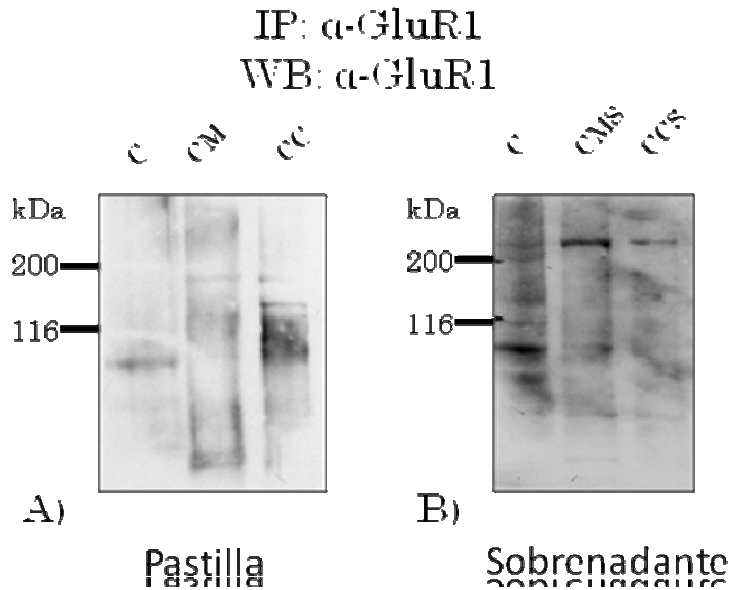 IP: α-GluR1
WB: α-GluR1
C CM CC
C CMS CCS
kDa
200
116
kDa
200
116
A)
B)
Pastilla
Sobrenadante